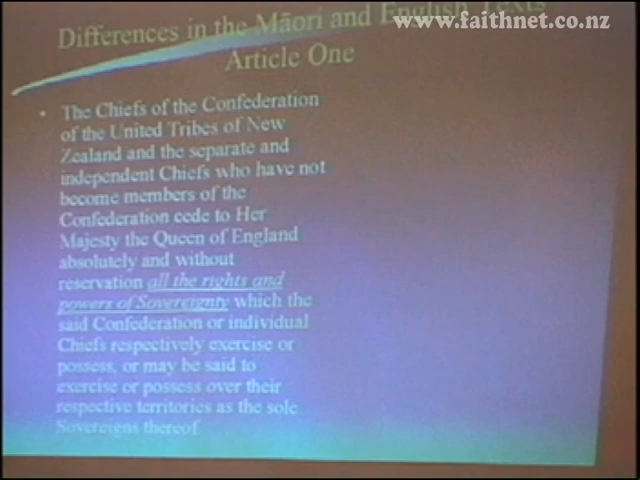 www.faithnet.co.nz
Differences in the Māori and English Texts
Article One
• The Chiefs of the Confederation
of the United Tribes of New
Zealand and the separate and
independent Chiefs who have not
become members of the
Confederation cede to Her
Majesty the Queen of England
absolutely and without
reservation all the rights and
powers of Sovereignty which the
said Confederation or individual
Chiefs respectively exercise or
possess, or may be said to
exercise or possess over their
respective territories as the sole
Sovereigns thereof